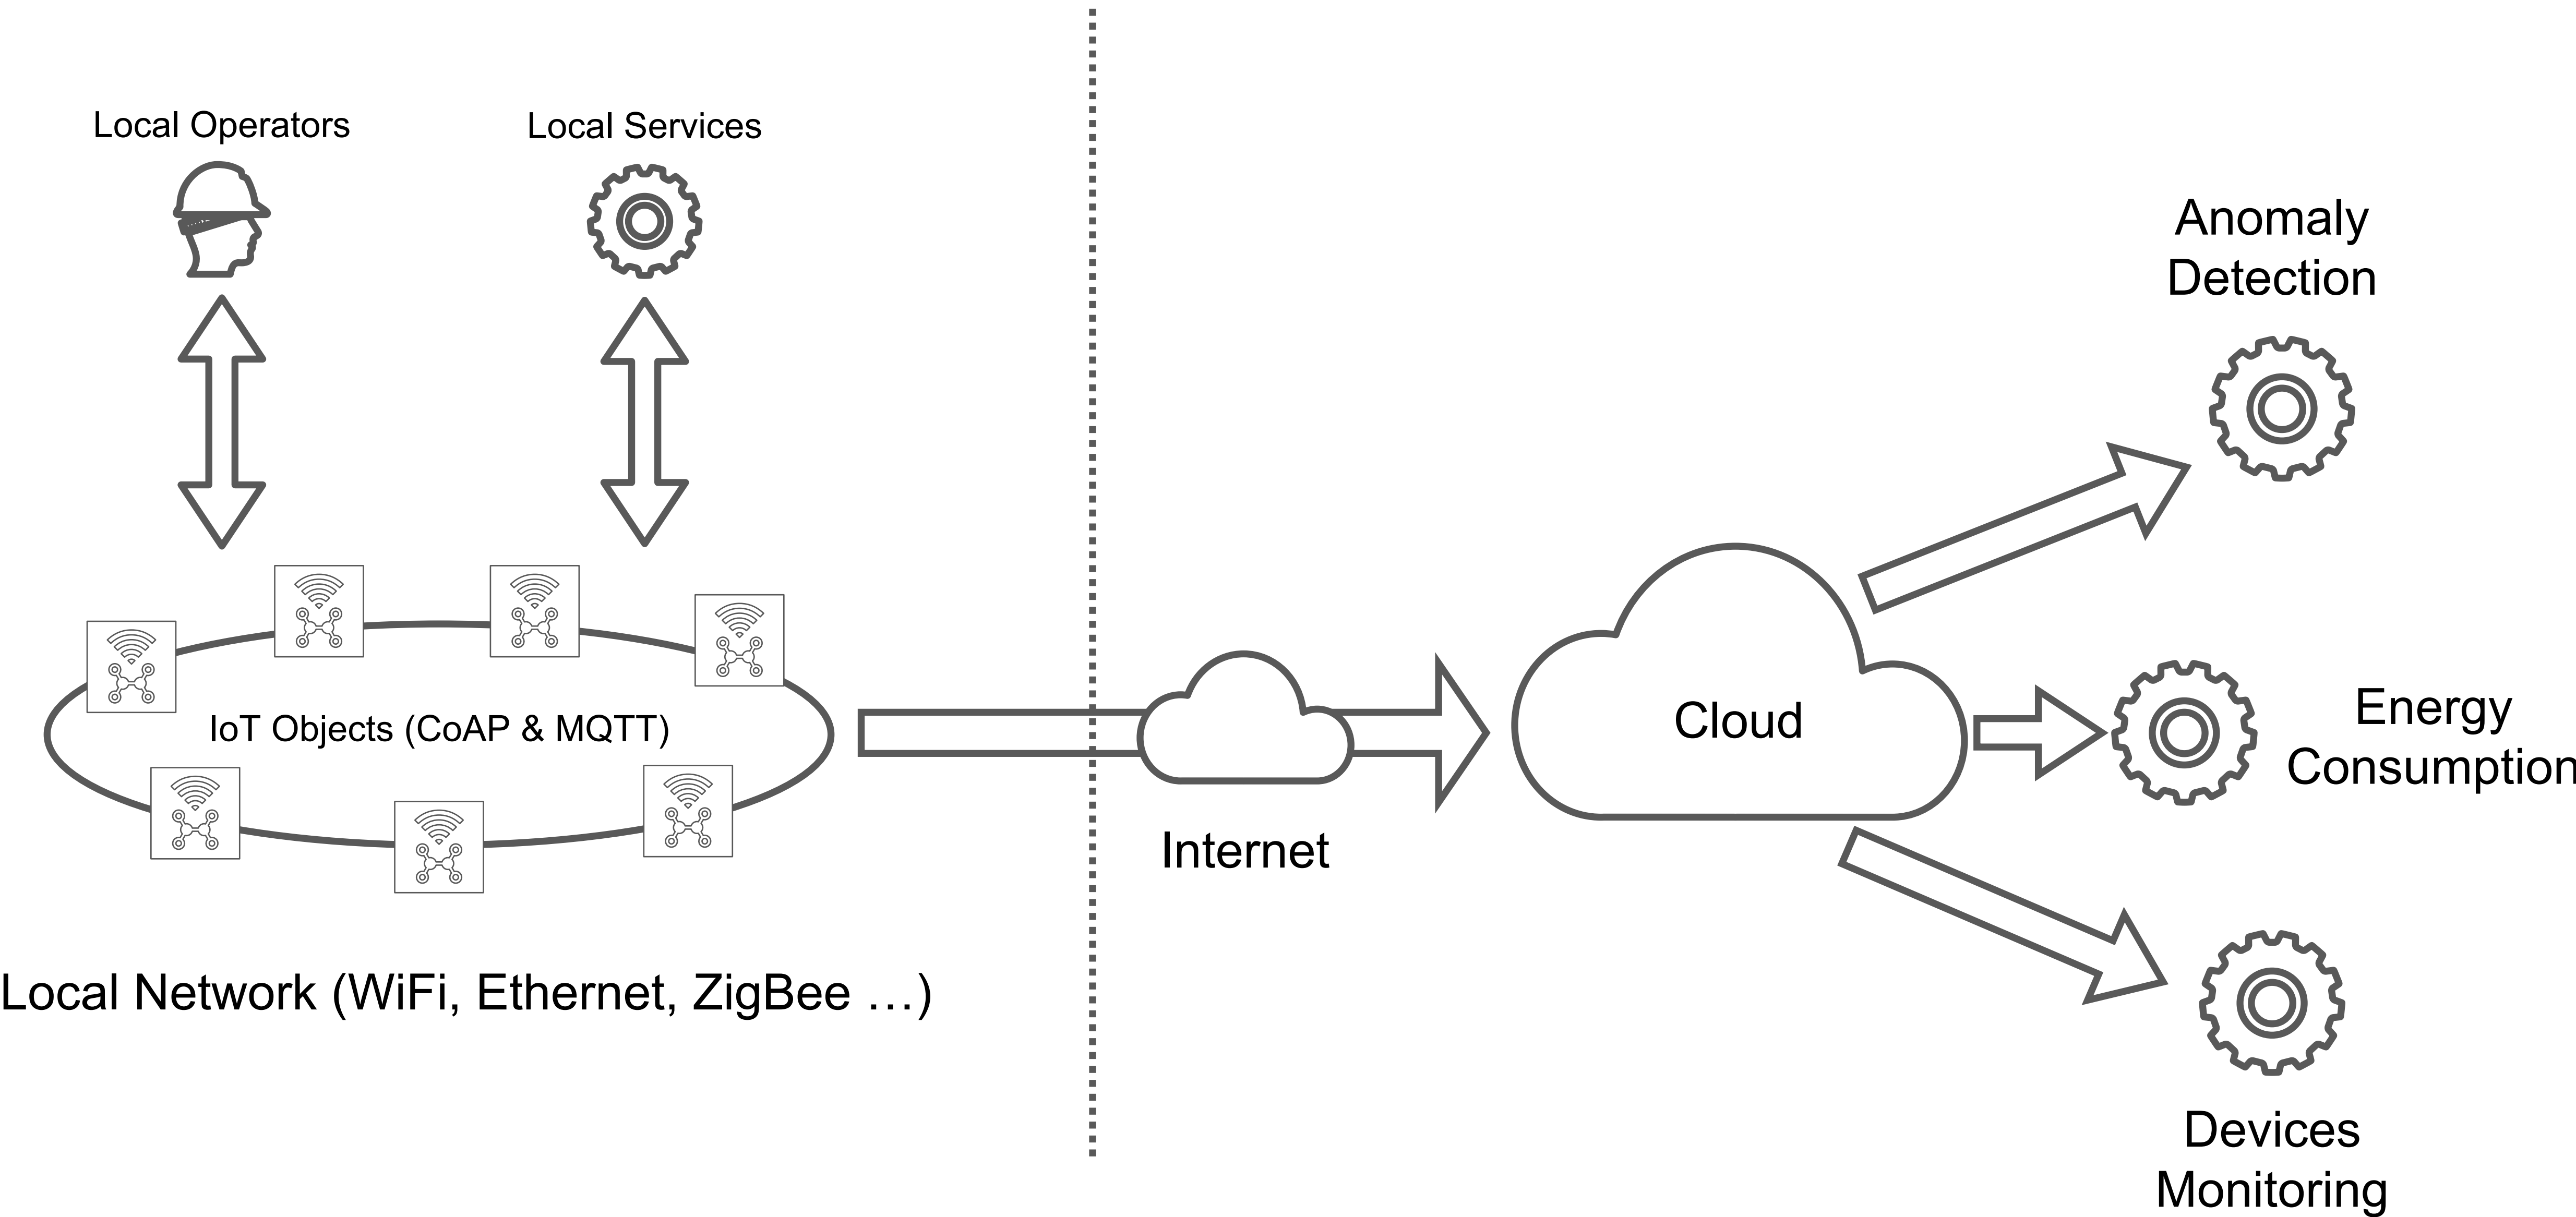 Local Operators
Local Services
IoT Objects (CoAP & MQTT)
Local Network (WiFi, Ethernet, ZigBee …)
Internet
Cloud
Anomaly
Detection
Energy
Consumption
Devices
Monitoring